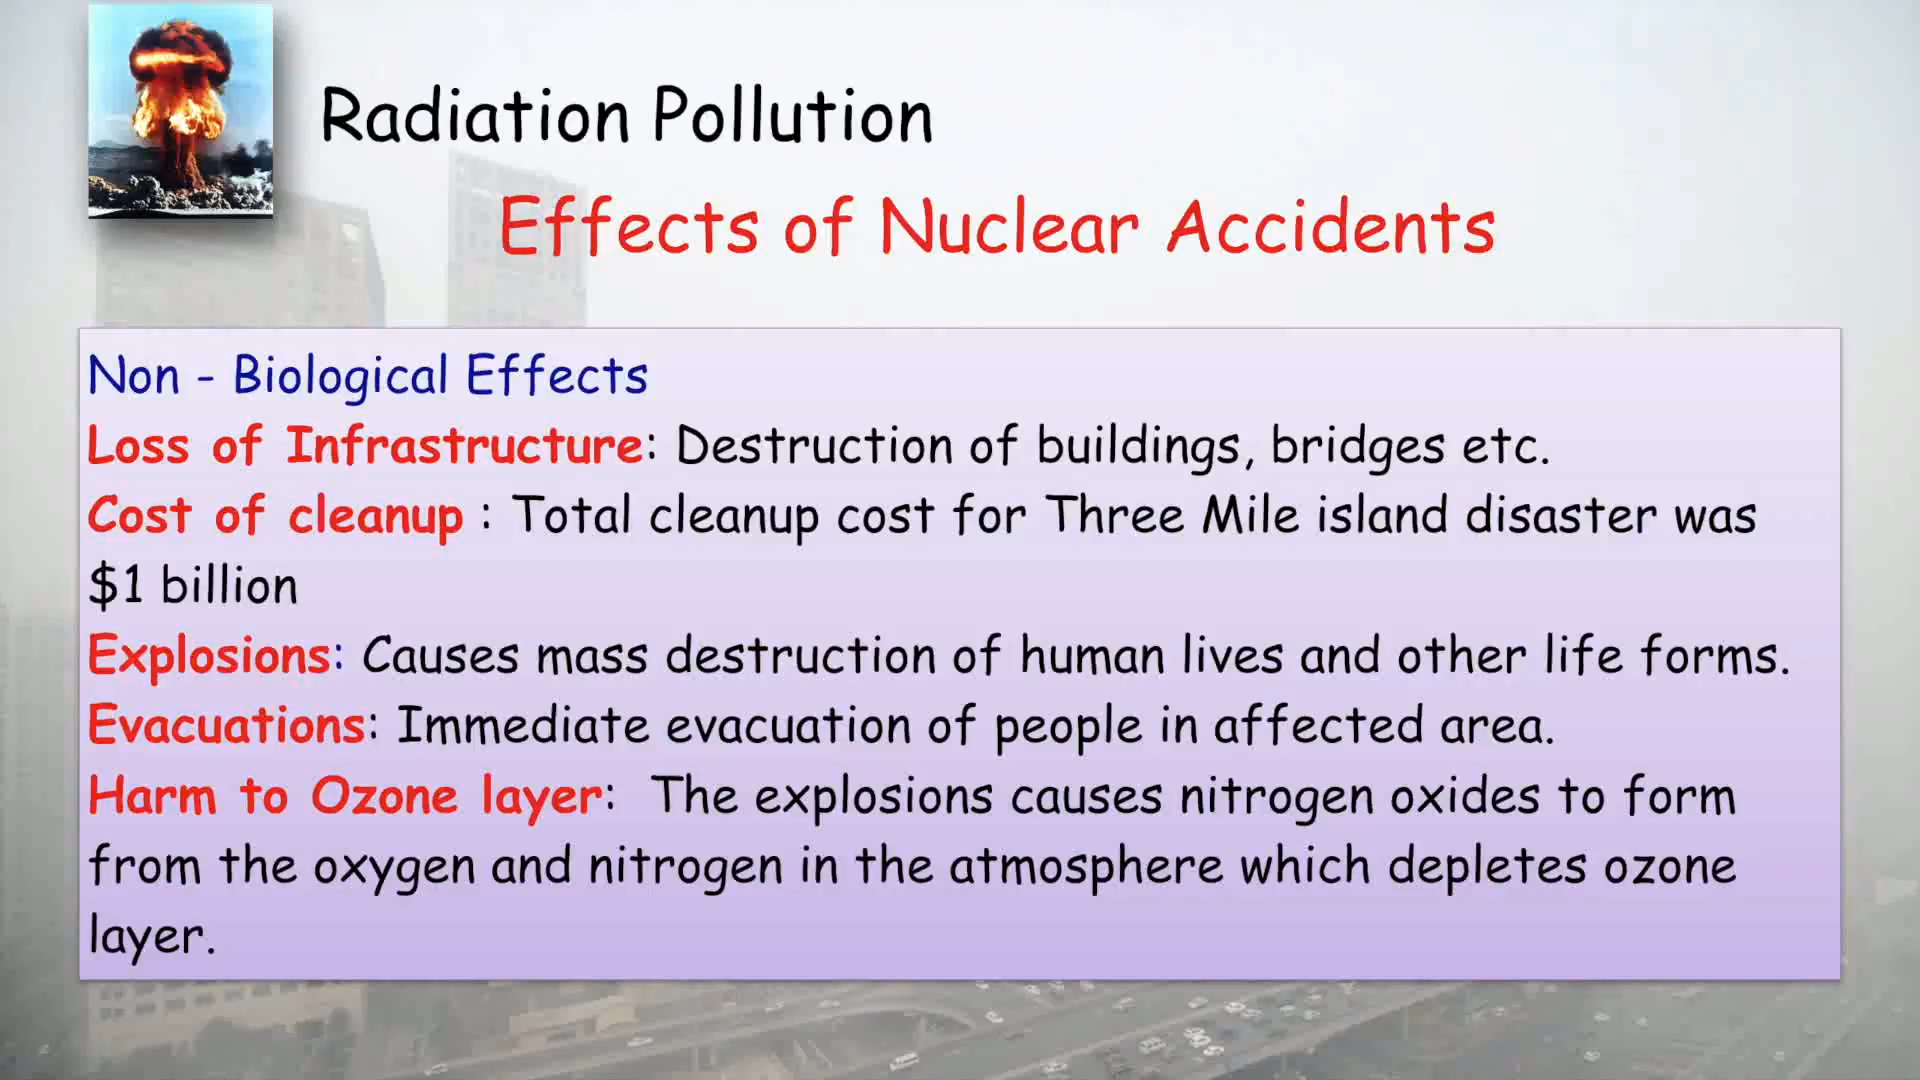 Radiation Pollution
Effects of Nuclear Accidents
Non - Biological Effects
Loss of Infrastructure: Destruction of buildings, bridges etc.
Cost of cleanup : Total cleanup cost for Three Mile island disaster was
$1 billion
Explosions: Causes mass destruction of human lives and other life forms.
Evacuations: Immediate evacuation of people in affected area.
Harm to Ozone layer:  The explosions causes nitrogen oxides to form
from the oxygen and nitrogen in the atmosphere which depletes ozone
layer.